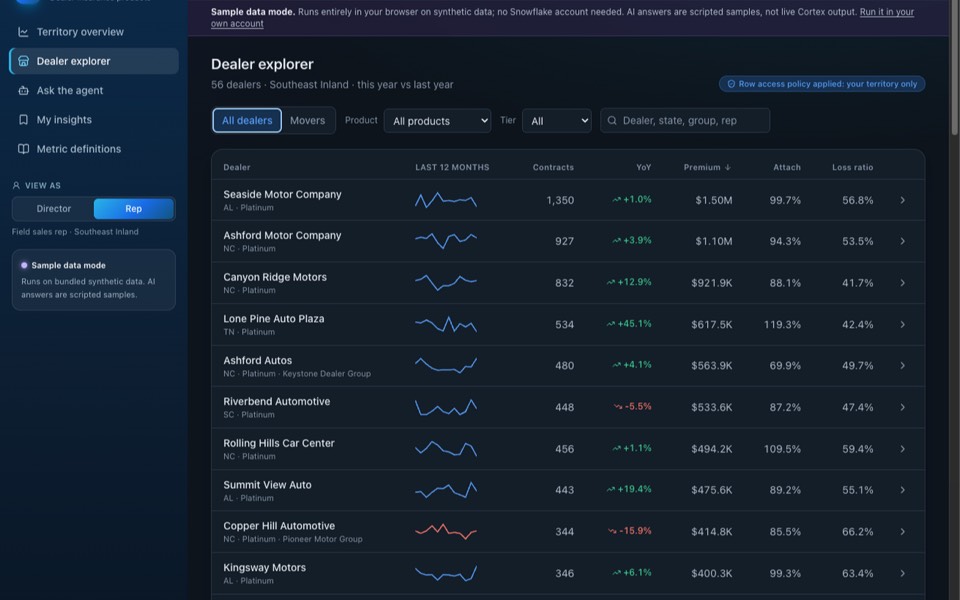 Sample data mode. Runs entirely in your browser on synthetic data; no Snowflake account needed. AI answers are scripted samples, not live Cortex output. Run it in your
own account
Territory overview
Dealer explorer
Ask the agent
My insights
Metric definitions
VIEW AS
Director Rep
Field sales rep · Southeast Inland
Sample data mode
Runs on bundled synthetic data. AI
answers are scripted samples.
Dealer explorer
56 dealers · Southeast Inland · this year vs last year
Row access policy applied: your territory only
All dealers Movers Product All products Tier All Dealer, state, group, rep
Dealer LAST 12 MONTHS Contracts YoY Premium ↓ Attach Loss ratio
Seaside Motor Company 1,350 +1.0% $1.50M 99.7% 56.8%
AL · Platinum
Ashford Motor Company 927 +3.9% $1.10M 94.3% 53.5%
NC · Platinum
Canyon Ridge Motors 832 +12.9% $921.9K 88.1% 41.7%
NC · Platinum
Lone Pine Auto Plaza 534 +45.1% $617.5K 119.3% 42.4%
TN · Platinum
Ashford Autos 480 +4.1% $563.9K 69.9% 49.7%
NC · Platinum · Keystone Dealer Group
Riverbend Automotive 448 -5.5% $533.6K 87.2% 47.4%
SC · Platinum
Rolling Hills Car Center 456 +1.1% $494.2K 109.5% 59.4%
NC · Platinum
Summit View Auto 443 +19.4% $475.6K 89.2% 55.1%
AL · Platinum
Copper Hill Automotive 344 -15.9% $414.8K 85.5% 66.2%
NC · Platinum · Pioneer Motor Group
Kingsway Motors 346 +6.1% $400.3K 99.3% 63.4%
AL · Platinum